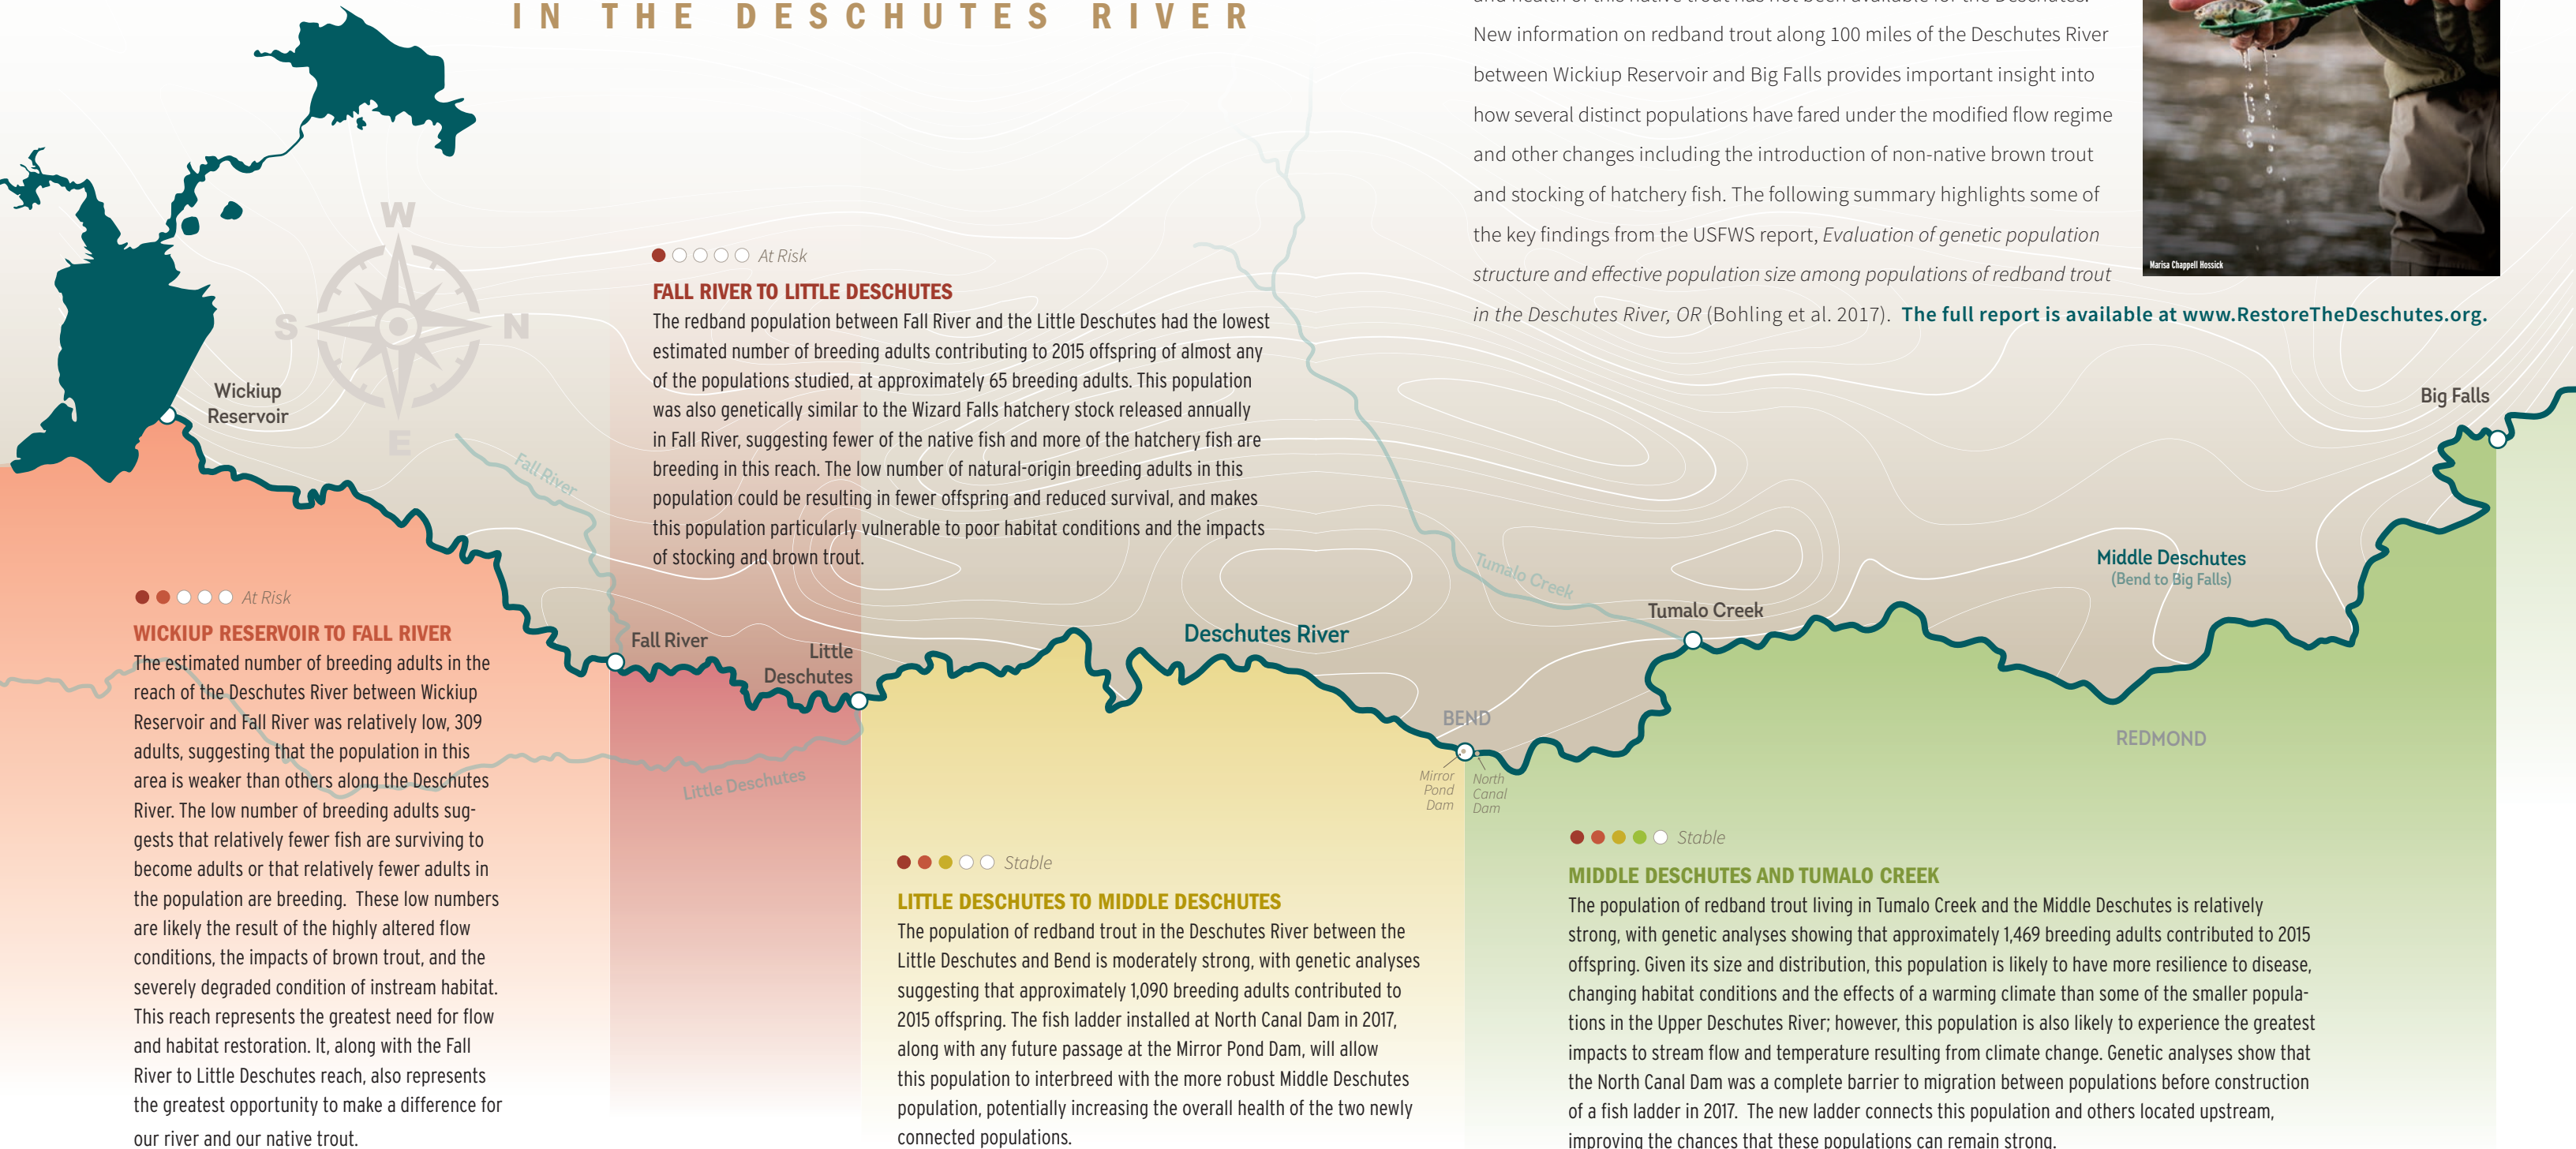 IN THE DESCHUTES RIVER
and health of this native trout has not been available for the Deschutes.
New information on redband trout along 100 miles of the Deschutes River
between Wickiup Reservoir and Big Falls provides important insight into
how several distinct populations have fared under the modified flow regime
and other changes including the introduction of non-native brown trout
and stocking of hatchery fish. The following summary highlights some of
the key findings from the USFWS report, Evaluation of genetic population
structure and effective population size among populations of redband trout
in the Deschutes River, OR (Bohling et al. 2017). The full report is available at www.RestoreTheDeschutes.org.
Marisa Chappell Hossick
W
S
N
E
Wickiup
Reservoir
Fall River
At Risk
FALL RIVER TO LITTLE DESCHUTES
The redband population between Fall River and the Little Deschutes had the lowest
estimated number of breeding adults contributing to 2015 offspring of almost any
of the populations studied, at approximately 65 breeding adults. This population
was also genetically similar to the Wizard Falls hatchery stock released annually
in Fall River, suggesting fewer of the native fish and more of the hatchery fish are
breeding in this reach. The low number of natural-origin breeding adults in this
population could be resulting in fewer offspring and reduced survival, and makes
this population particularly vulnerable to poor habitat conditions and the impacts
of stocking and brown trout.
Big Falls
Middle Deschutes
(Bend to Big Falls)
Tumalo Creek
Tumalo Creek
Deschutes River
Fall River
Little
Deschutes
Little Deschutes
BEND
REDMOND
Mirror
Pond
Dam
North
Canal
Dam
At Risk
WICKIUP RESERVOIR TO FALL RIVER
The estimated number of breeding adults in the
reach of the Deschutes River between Wickiup
Reservoir and Fall River was relatively low, 309
adults, suggesting that the population in this
area is weaker than others along the Deschutes
River. The low number of breeding adults sug-
gests that relatively fewer fish are surviving to
become adults or that relatively fewer adults in
the population are breeding. These low numbers
are likely the result of the highly altered flow
conditions, the impacts of brown trout, and the
severely degraded condition of instream habitat.
This reach represents the greatest need for flow
and habitat restoration. It, along with the Fall
River to Little Deschutes reach, also represents
the greatest opportunity to make a difference for
our river and our native trout.
Stable
LITTLE DESCHUTES TO MIDDLE DESCHUTES
The population of redband trout in the Deschutes River between the
Little Deschutes and Bend is moderately strong, with genetic analyses
suggesting that approximately 1,090 breeding adults contributed to
2015 offspring. The fish ladder installed at North Canal Dam in 2017,
along with any future passage at the Mirror Pond Dam, will allow
this population to interbreed with the more robust Middle Deschutes
population, potentially increasing the overall health of the two newly
connected populations.
Stable
MIDDLE DESCHUTES AND TUMALO CREEK
The population of redband trout living in Tumalo Creek and the Middle Deschutes is relatively
strong, with genetic analyses showing that approximately 1,469 breeding adults contributed to 2015
offspring. Given its size and distribution, this population is likely to have more resilience to disease,
changing habitat conditions and the effects of a warming climate than some of the smaller popula-
tions in the Upper Deschutes River; however, this population is also likely to experience the greatest
impacts to stream flow and temperature resulting from climate change. Genetic analyses show that
the North Canal Dam was a complete barrier to migration between populations before construction
of a fish ladder in 2017. The new ladder connects this population and others located upstream,
improving the chances that these populations can remain strong.